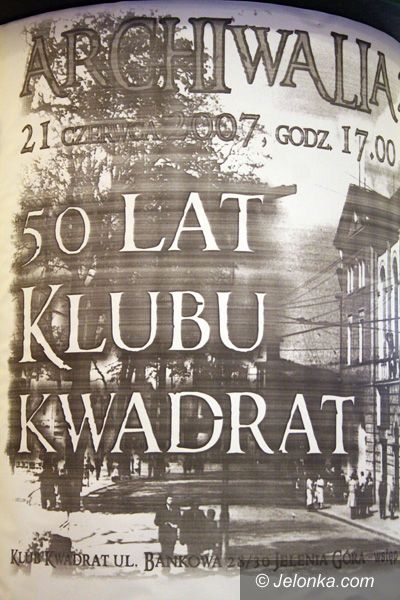 ARCHIWALIA
21 CZERWCA 2007, GODZ. 17.00
50 LAT
KLUBU
KWADRAT
KLUB KWADRAT UL. BANKOWA 28/30 JELENIA GÓRA - WSTĘP
© Jelonka.com